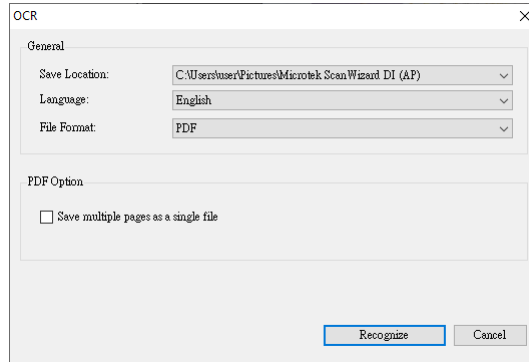 OCR
General
Save Location: C:\Users\user\Pictures\Microtek ScanWizard DI (AP)
Language: English
File Format: PDF
PDF Option
Save multiple pages as a single file
Recognize Cancel